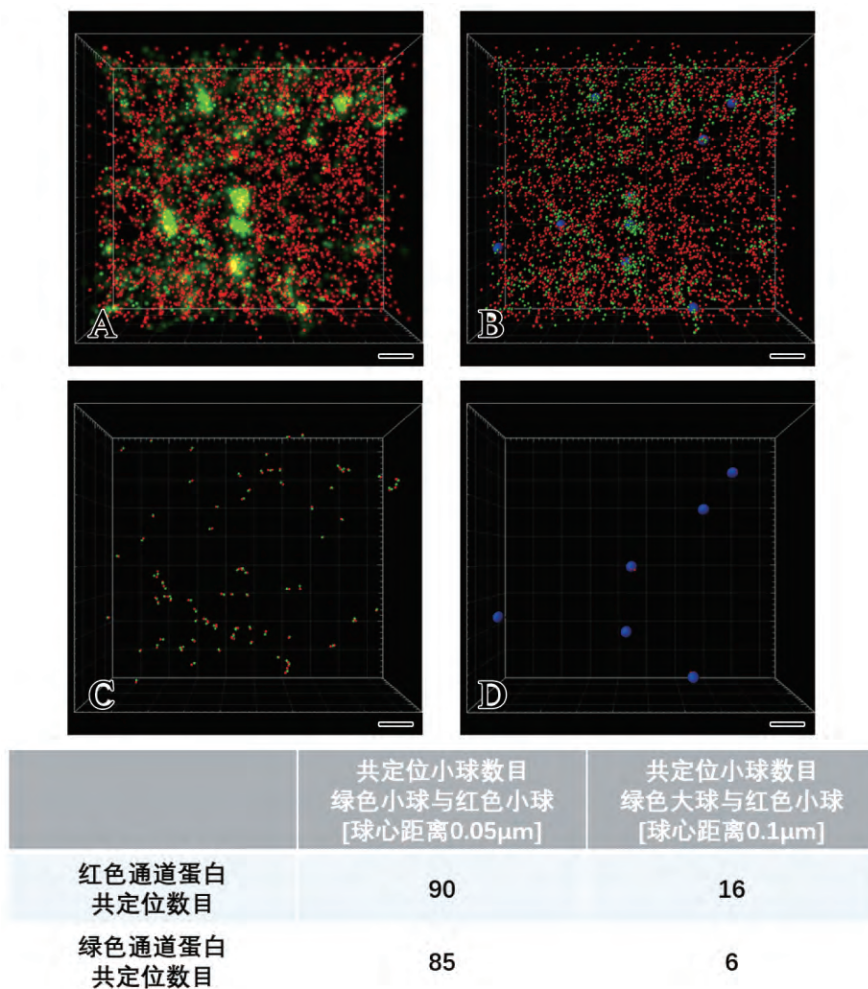 A
B
C
D
共定位小球数目
绿色小球与红色小球
[球心距离0.05μm]
共定位小球数目
绿色大球与红色小球
[球心距离0.1μm]
红色通道蛋白
共定位数目
90
16
绿色通道蛋白
共定位数目
85
6